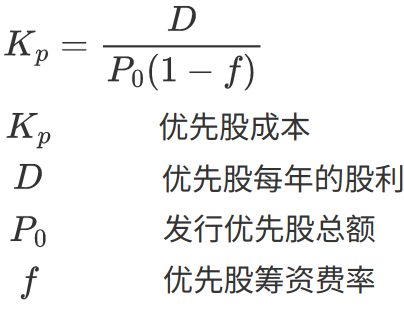 K_p = \frac{D}{P_0(1 - f)}
K_p 优先股成本
D 优先股每年的股利
P_0 发行优先股总额
f 优先股筹资费率